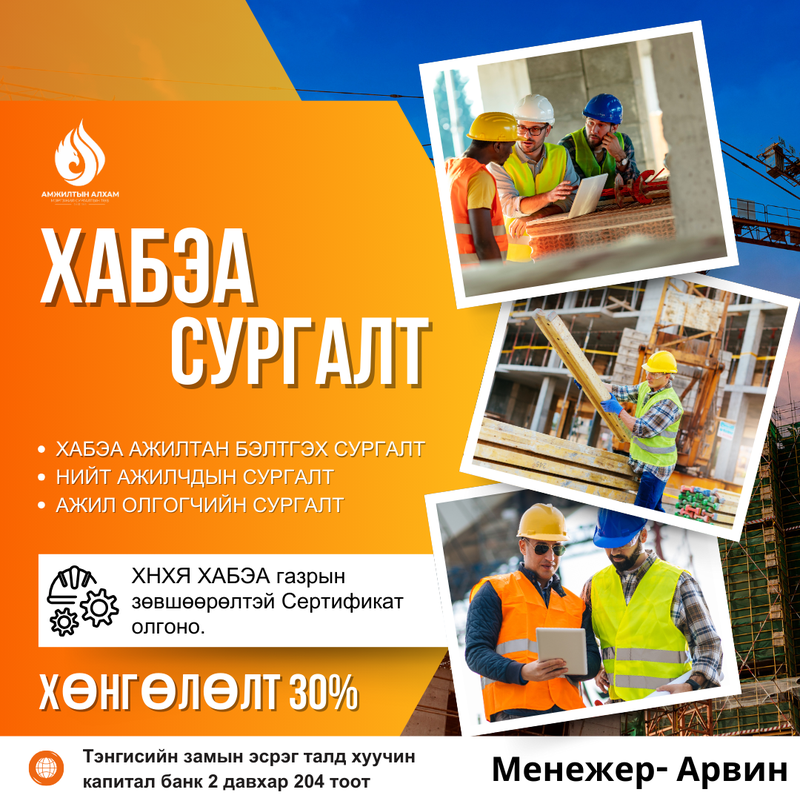 АМЖИЛТЫН АЛХАМ
ХАБЭА
СУРГАЛТ
ХАБЭА АЖИЛТАН БЭЛТГЭХ СУРГАЛТ
НИЙТ АЖИЛЧДЫН СУРГАЛТ
АЖИЛ ОЛГОГЧИЙН СУРГАЛТ
ХНХЯ ХАБЭА газрын
зөвшөөрөлтэй Сертификат
олгоно.
ХӨНГӨЛӨЛТ 30%
Тэнгисийн замын эсрэг талд хуучин
капитал банк 2 давхар 204 тоот
Менежер- Арвин